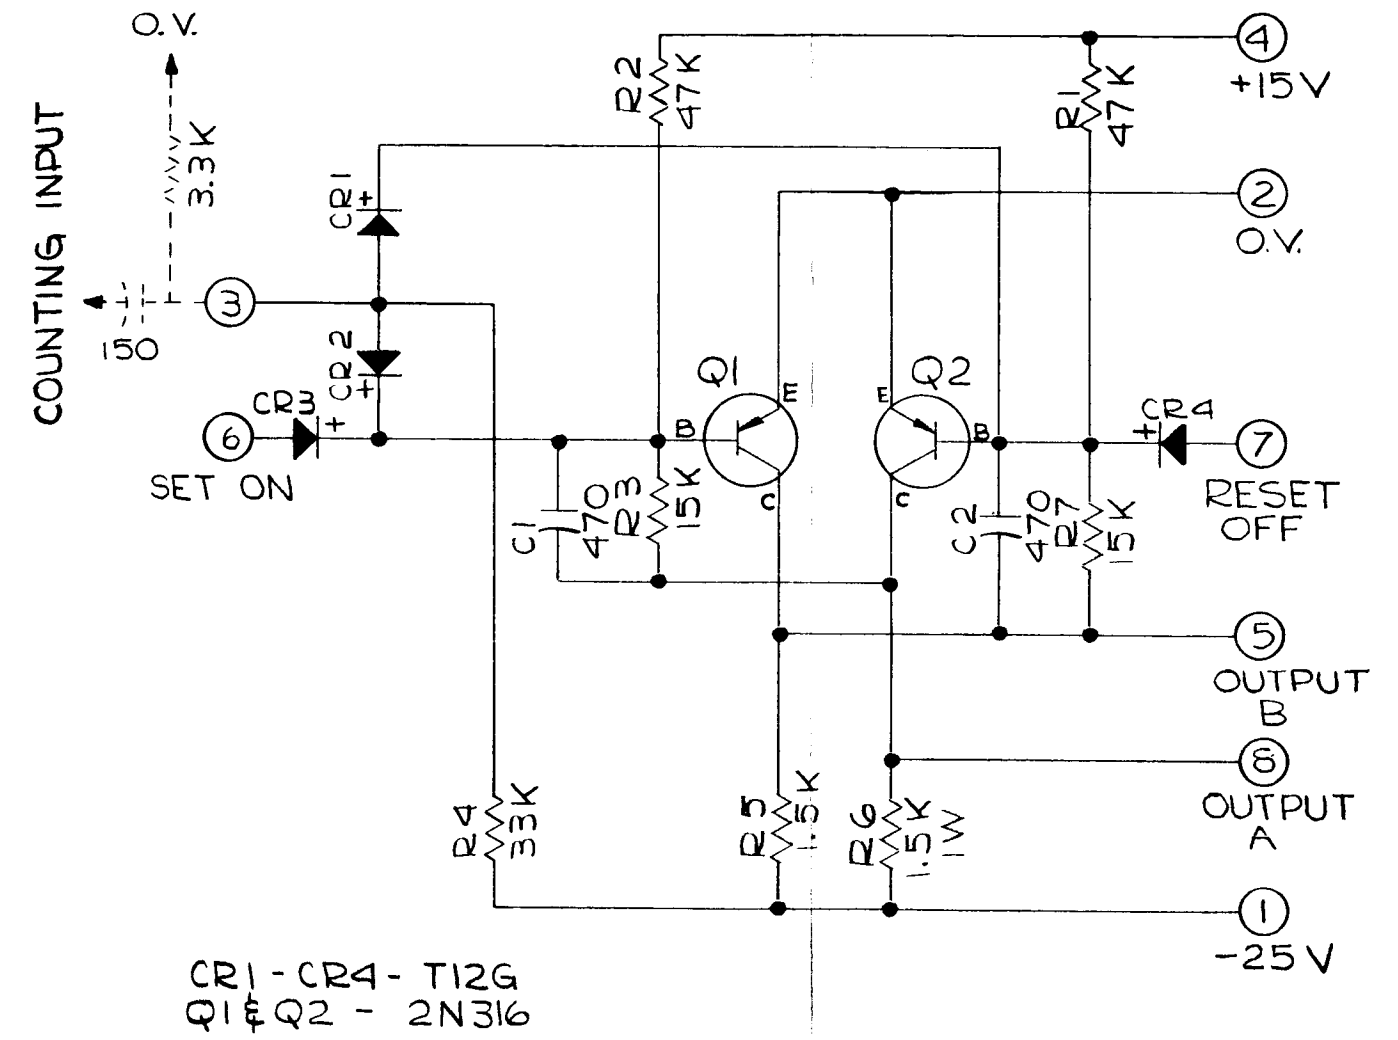 O.V.
4
+15V
R2
47K
R1
47K
COUNTING INPUT
3.3K
CR1
+
2
O.V.
3
150
CR2
+
CR3
+
6
SET ON
Q1
E
B
C
Q2
E
B
C
CR4
+
7
RESET
OFF
C1
470
R3
15K
C2
470
R7
15K
5
OUTPUT
B
8
OUTPUT
A
R4
33K
R5
1.5K
R6
1.5K
1W
1
-25V
CR1-CR4- T12G
Q1 & Q2 - 2N316